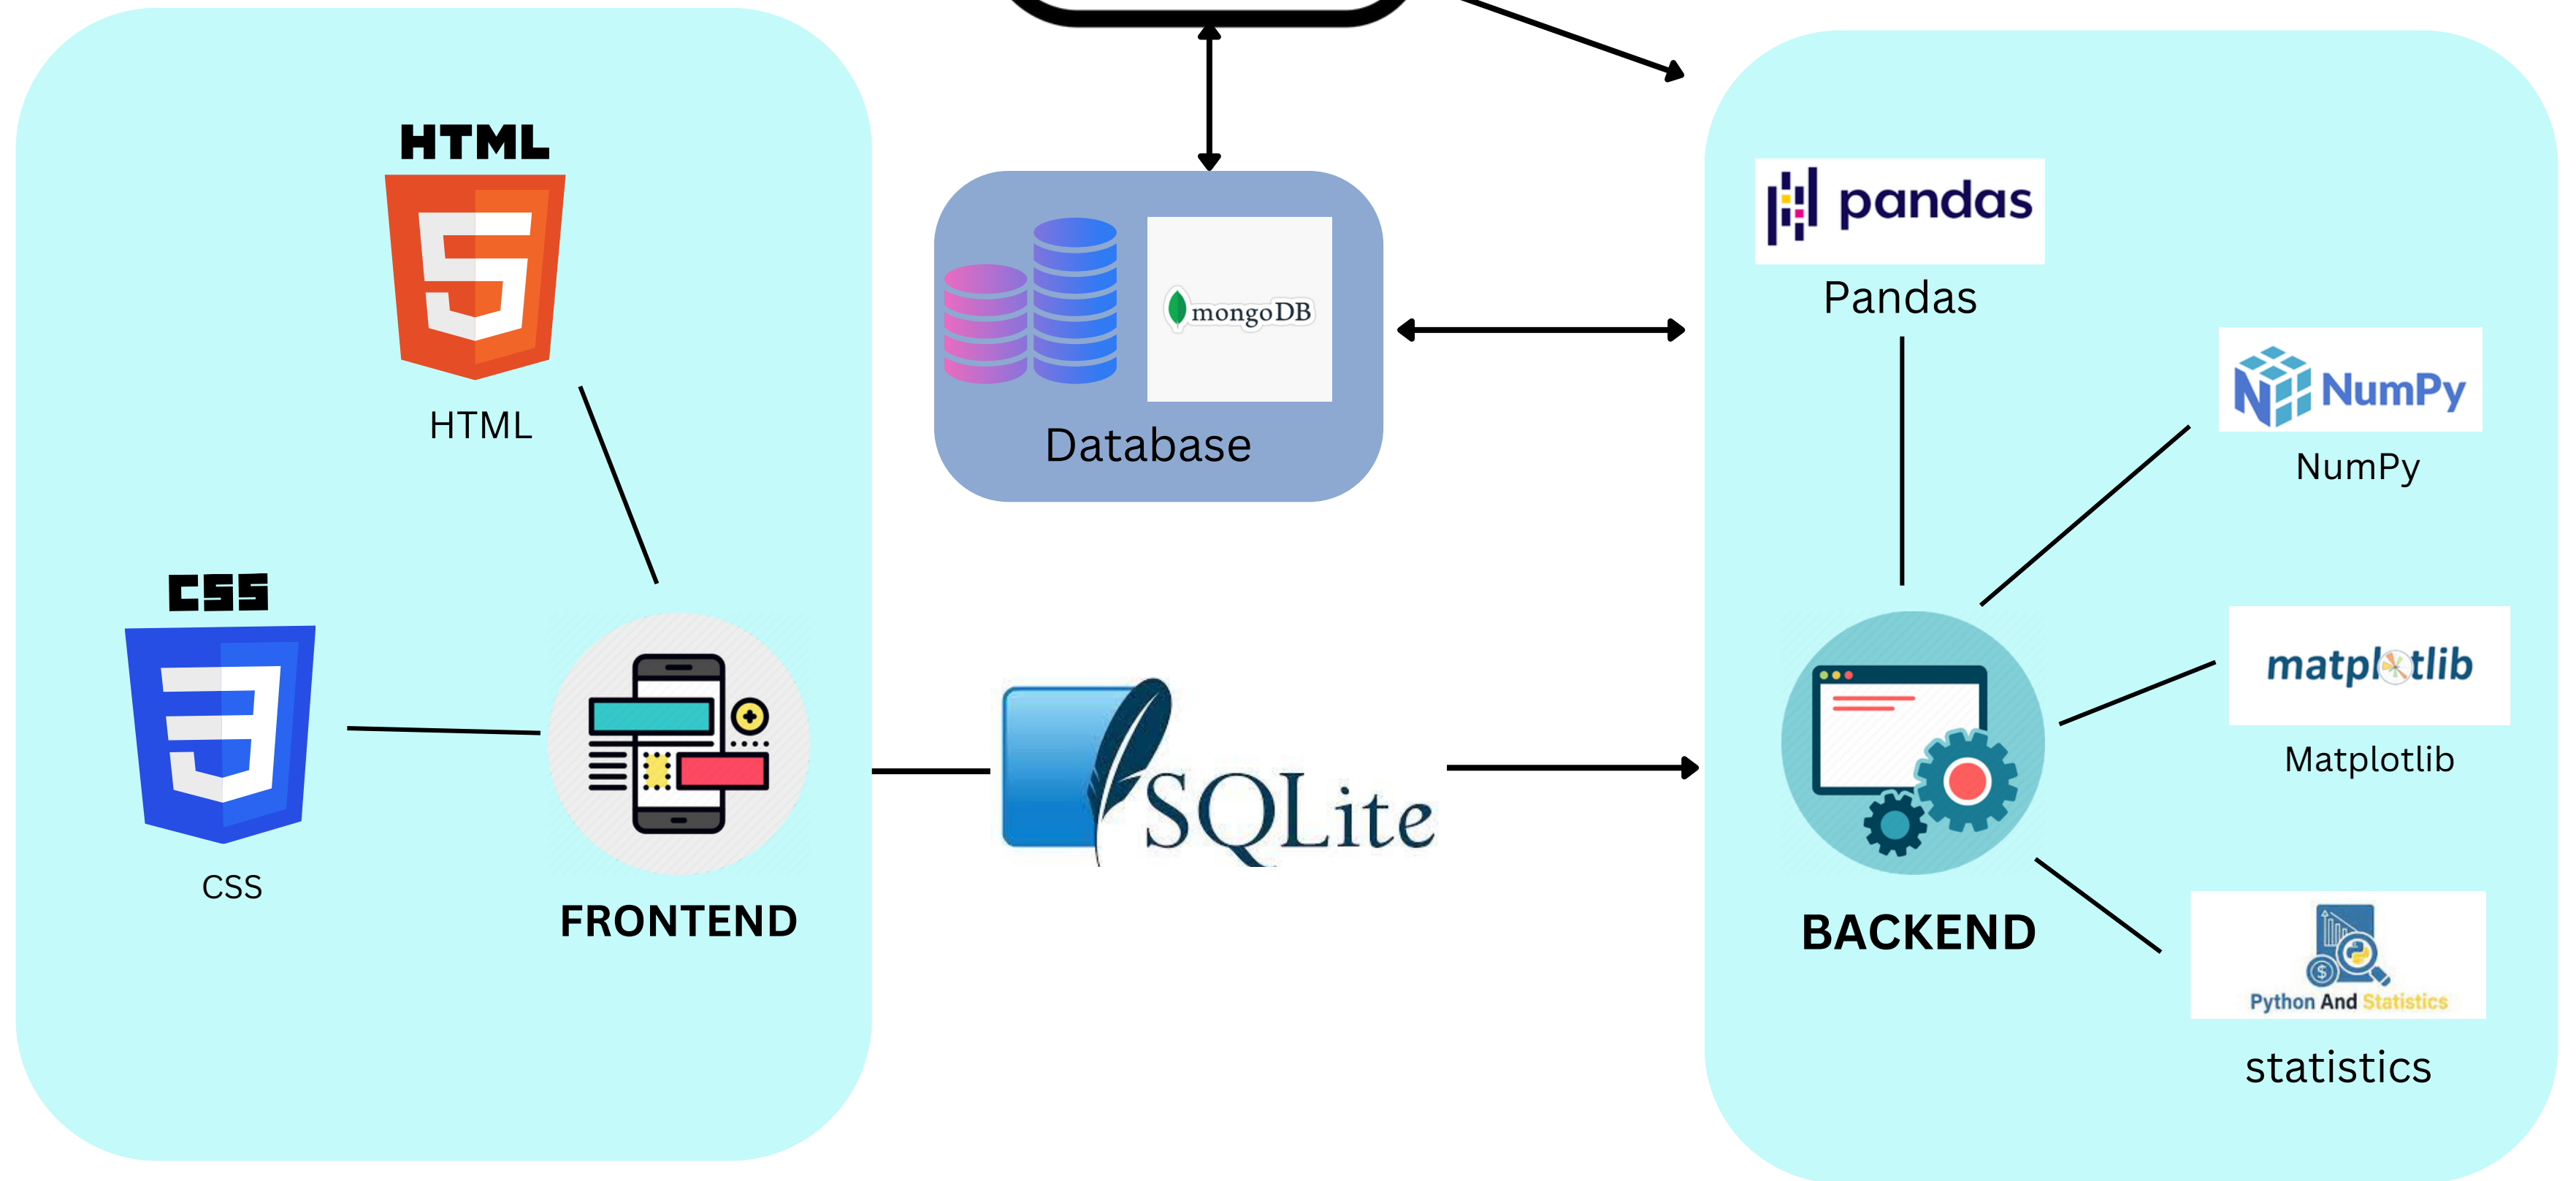 HTML
HTML
CSS
CSS
FRONTEND
mongoDB
Database
SQLite
pandas
Pandas
NumPy
NumPy
matplotlib
Matplotlib
BACKEND
Python And Statistics
statistics